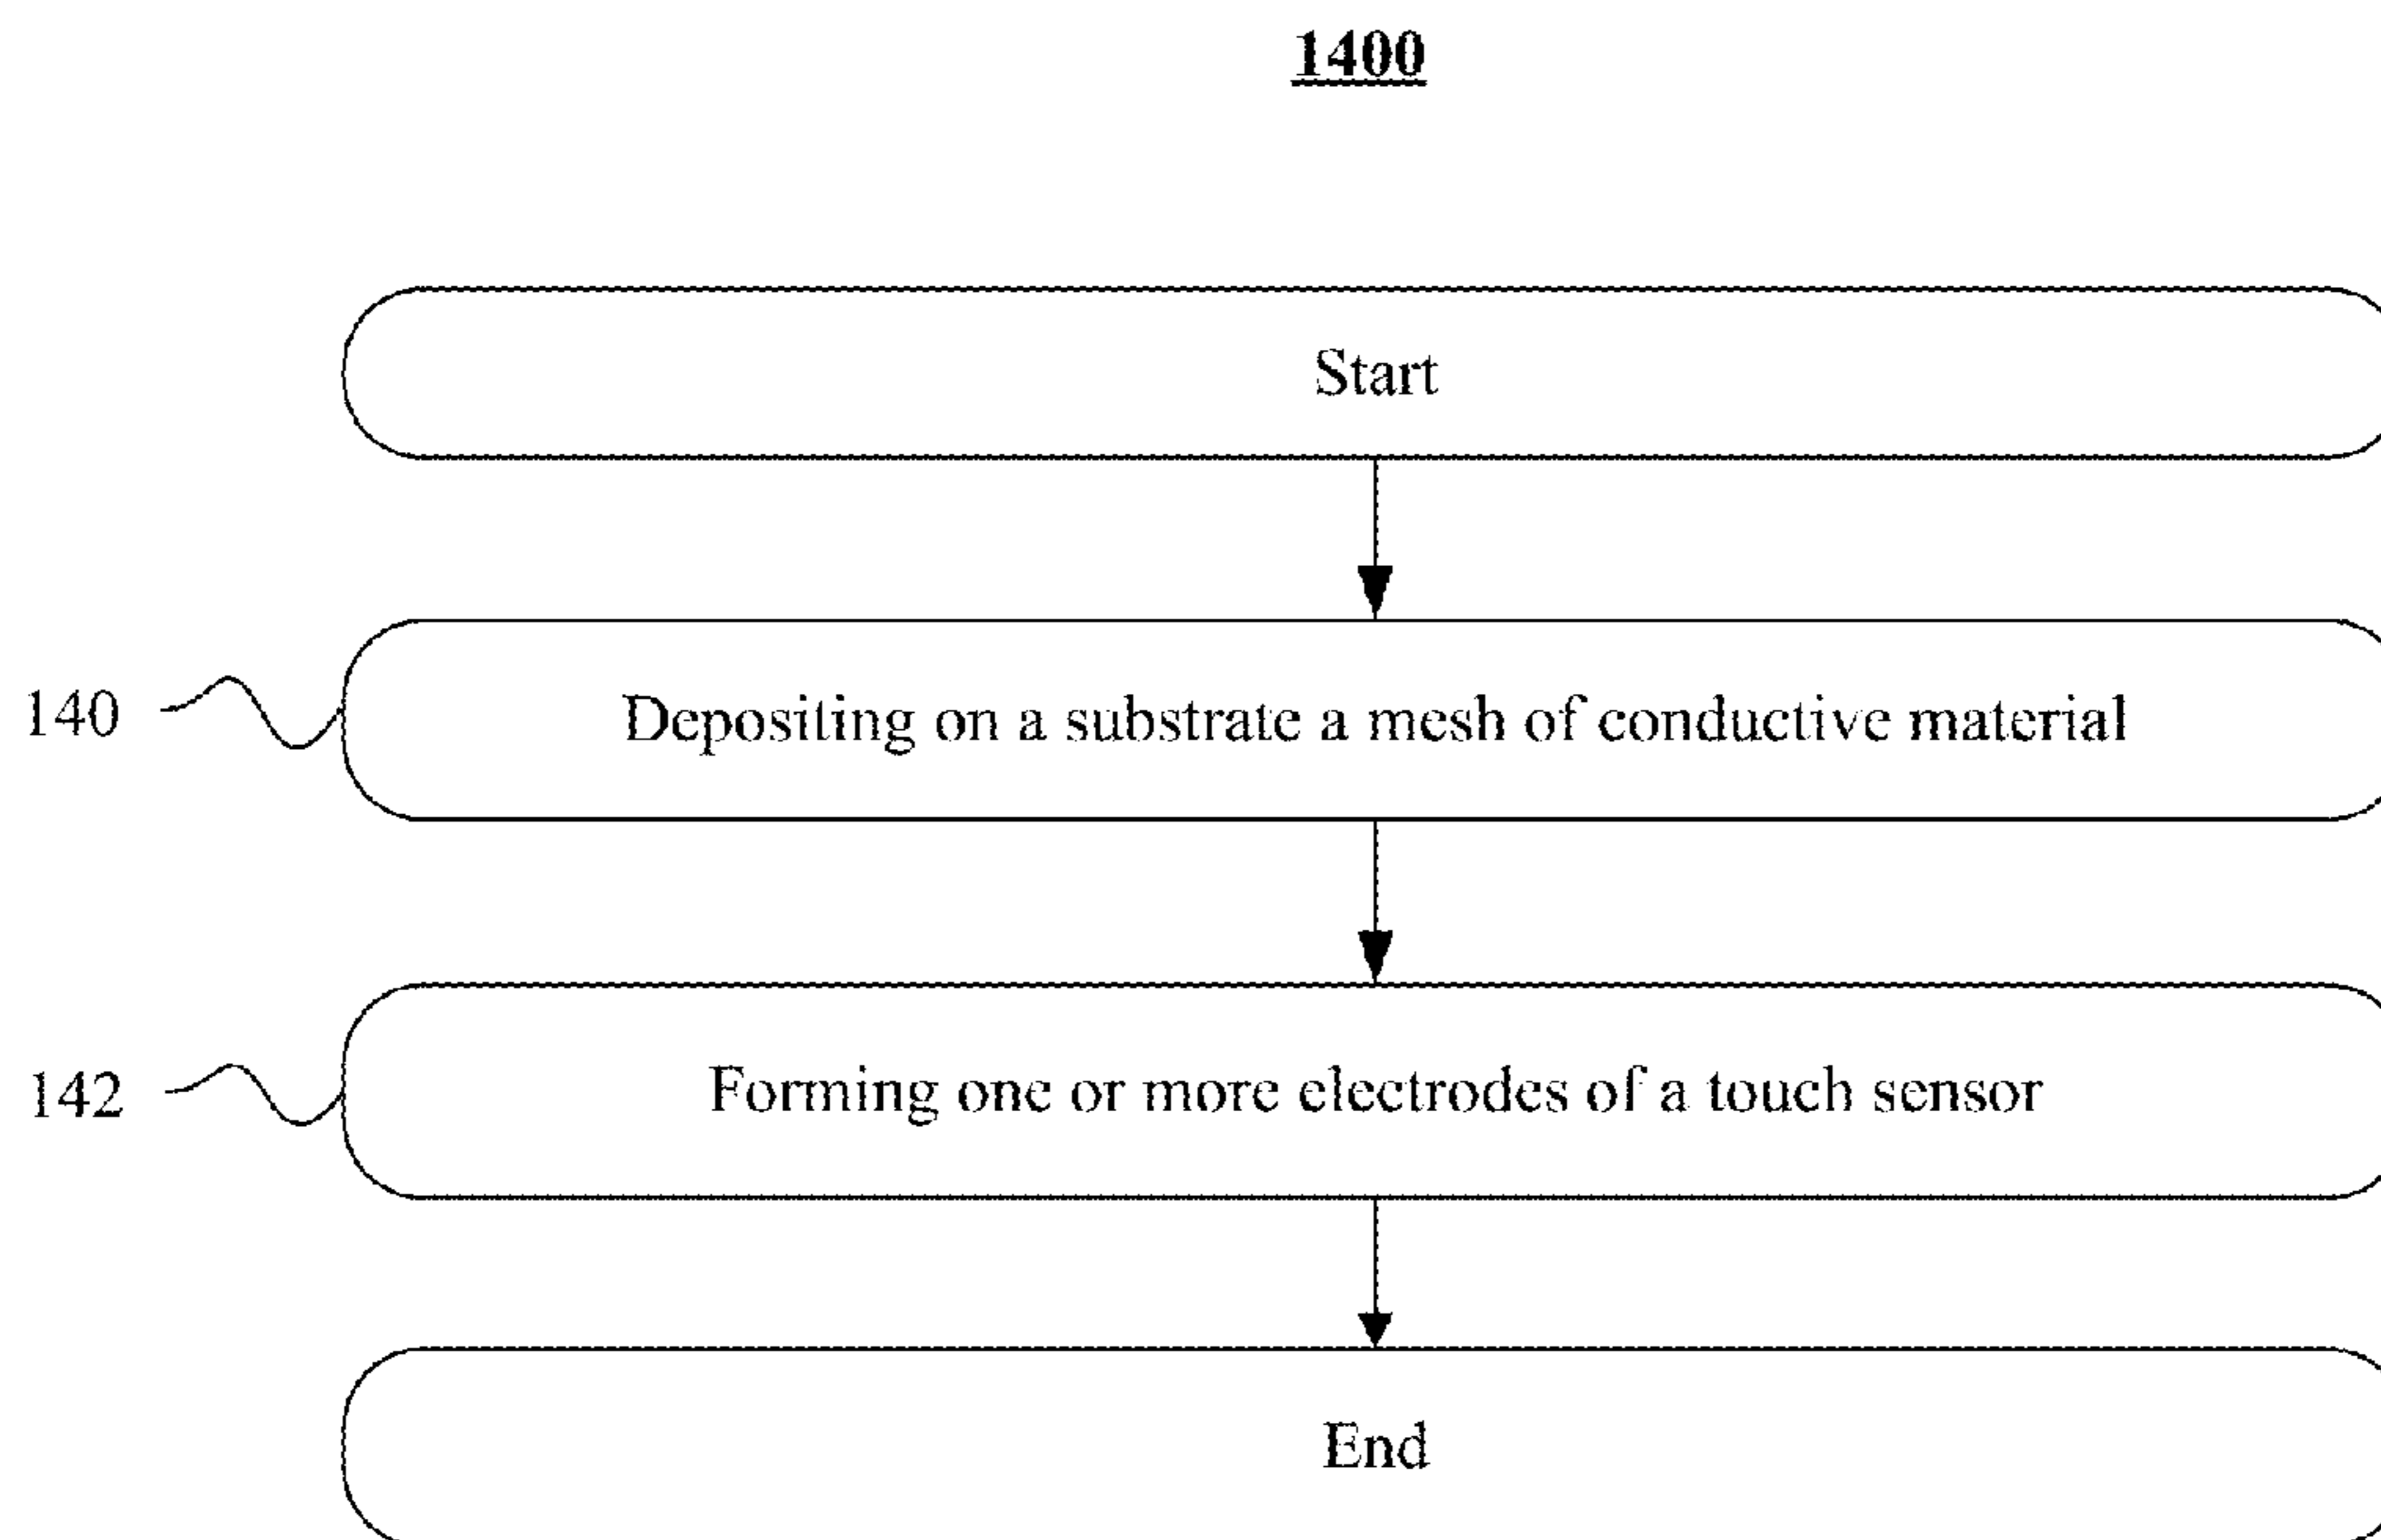 1400
Start
140
Depositing on a substrate a mesh of conductive material
142
Forming one or more electrodes of a touch sensor
End